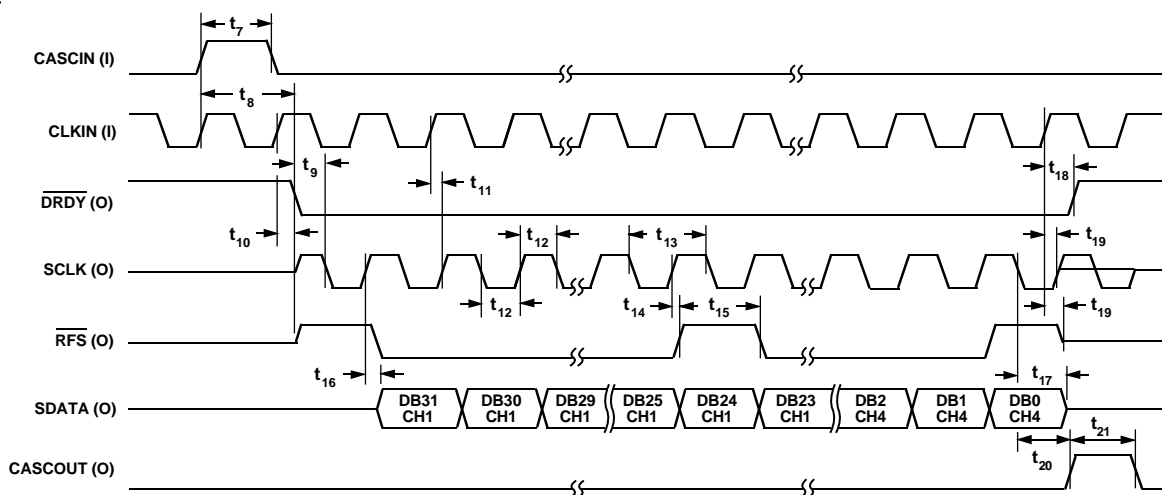 t7
CASCIN (I)
t8
CLKIN (I)
t9
t11
t18
DRDY (O)
t10
t12
t13
t19
SCLK (O)
t12
t14
t15
t19
RFS (O)
t16
t17
SDATA (O)
DB31 CH1
DB30 CH1
DB29 CH1
DB25 CH1
DB24 CH1
DB23 CH1
DB2 CH4
DB1 CH4
DB0 CH4
t20
t21
CASCOUT (O)